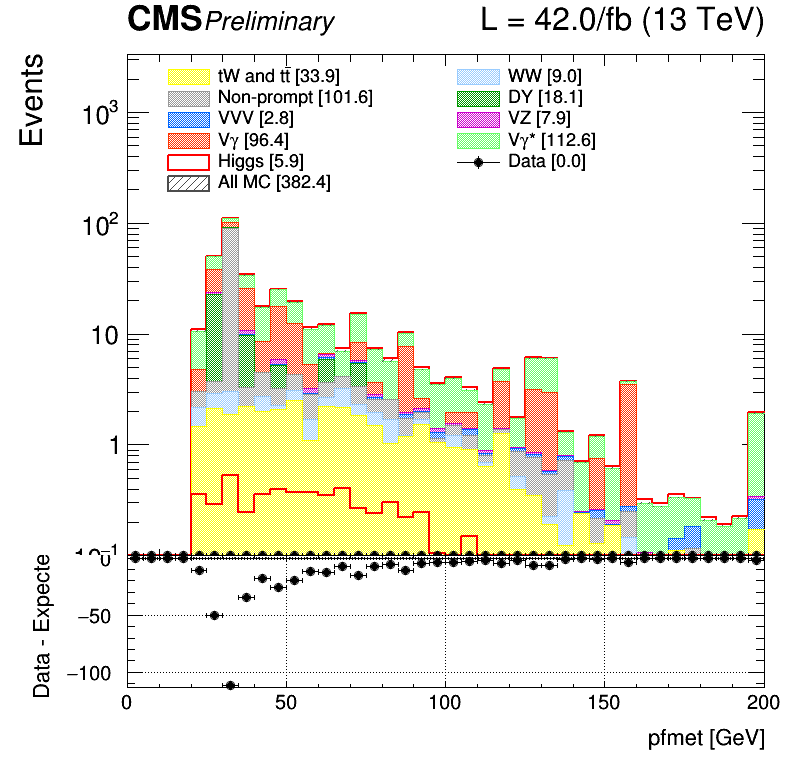 CMS Preliminary L = 42.0/fb (13 TeV)
Events
tW and tt̄ [33.9]
Non-prompt [101.6]
VVV [2.8]
Vγ [96.4]
Higgs [5.9]
All MC [382.4]
WW [9.0]
DY [18.1]
VZ [7.9]
Vγ* [112.6]
Data [0.0]
10³
10²
10
1
Data - Expecte
0
−50
−100
0 50 100 150 200
pfmet [GeV]